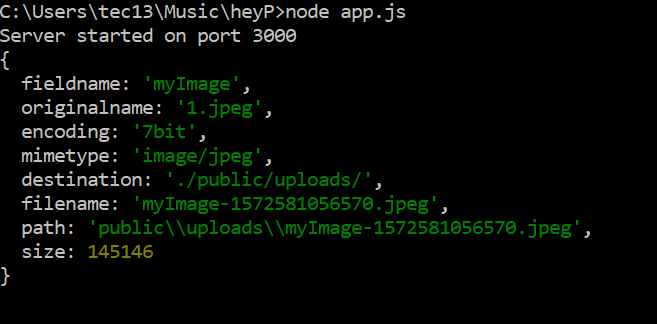 C:\Users\tec13\Music\heyP>node app.js
Server started on port 3000
{
  fieldname: 'myImage',
  originalname: '1.jpeg',
  encoding: '7bit',
  mimetype: 'image/jpeg',
  destination: './public/uploads/',
  filename: 'myImage-1572581056570.jpeg',
  path: 'public\\uploads\\myImage-1572581056570.jpeg',
  size: 145146
}